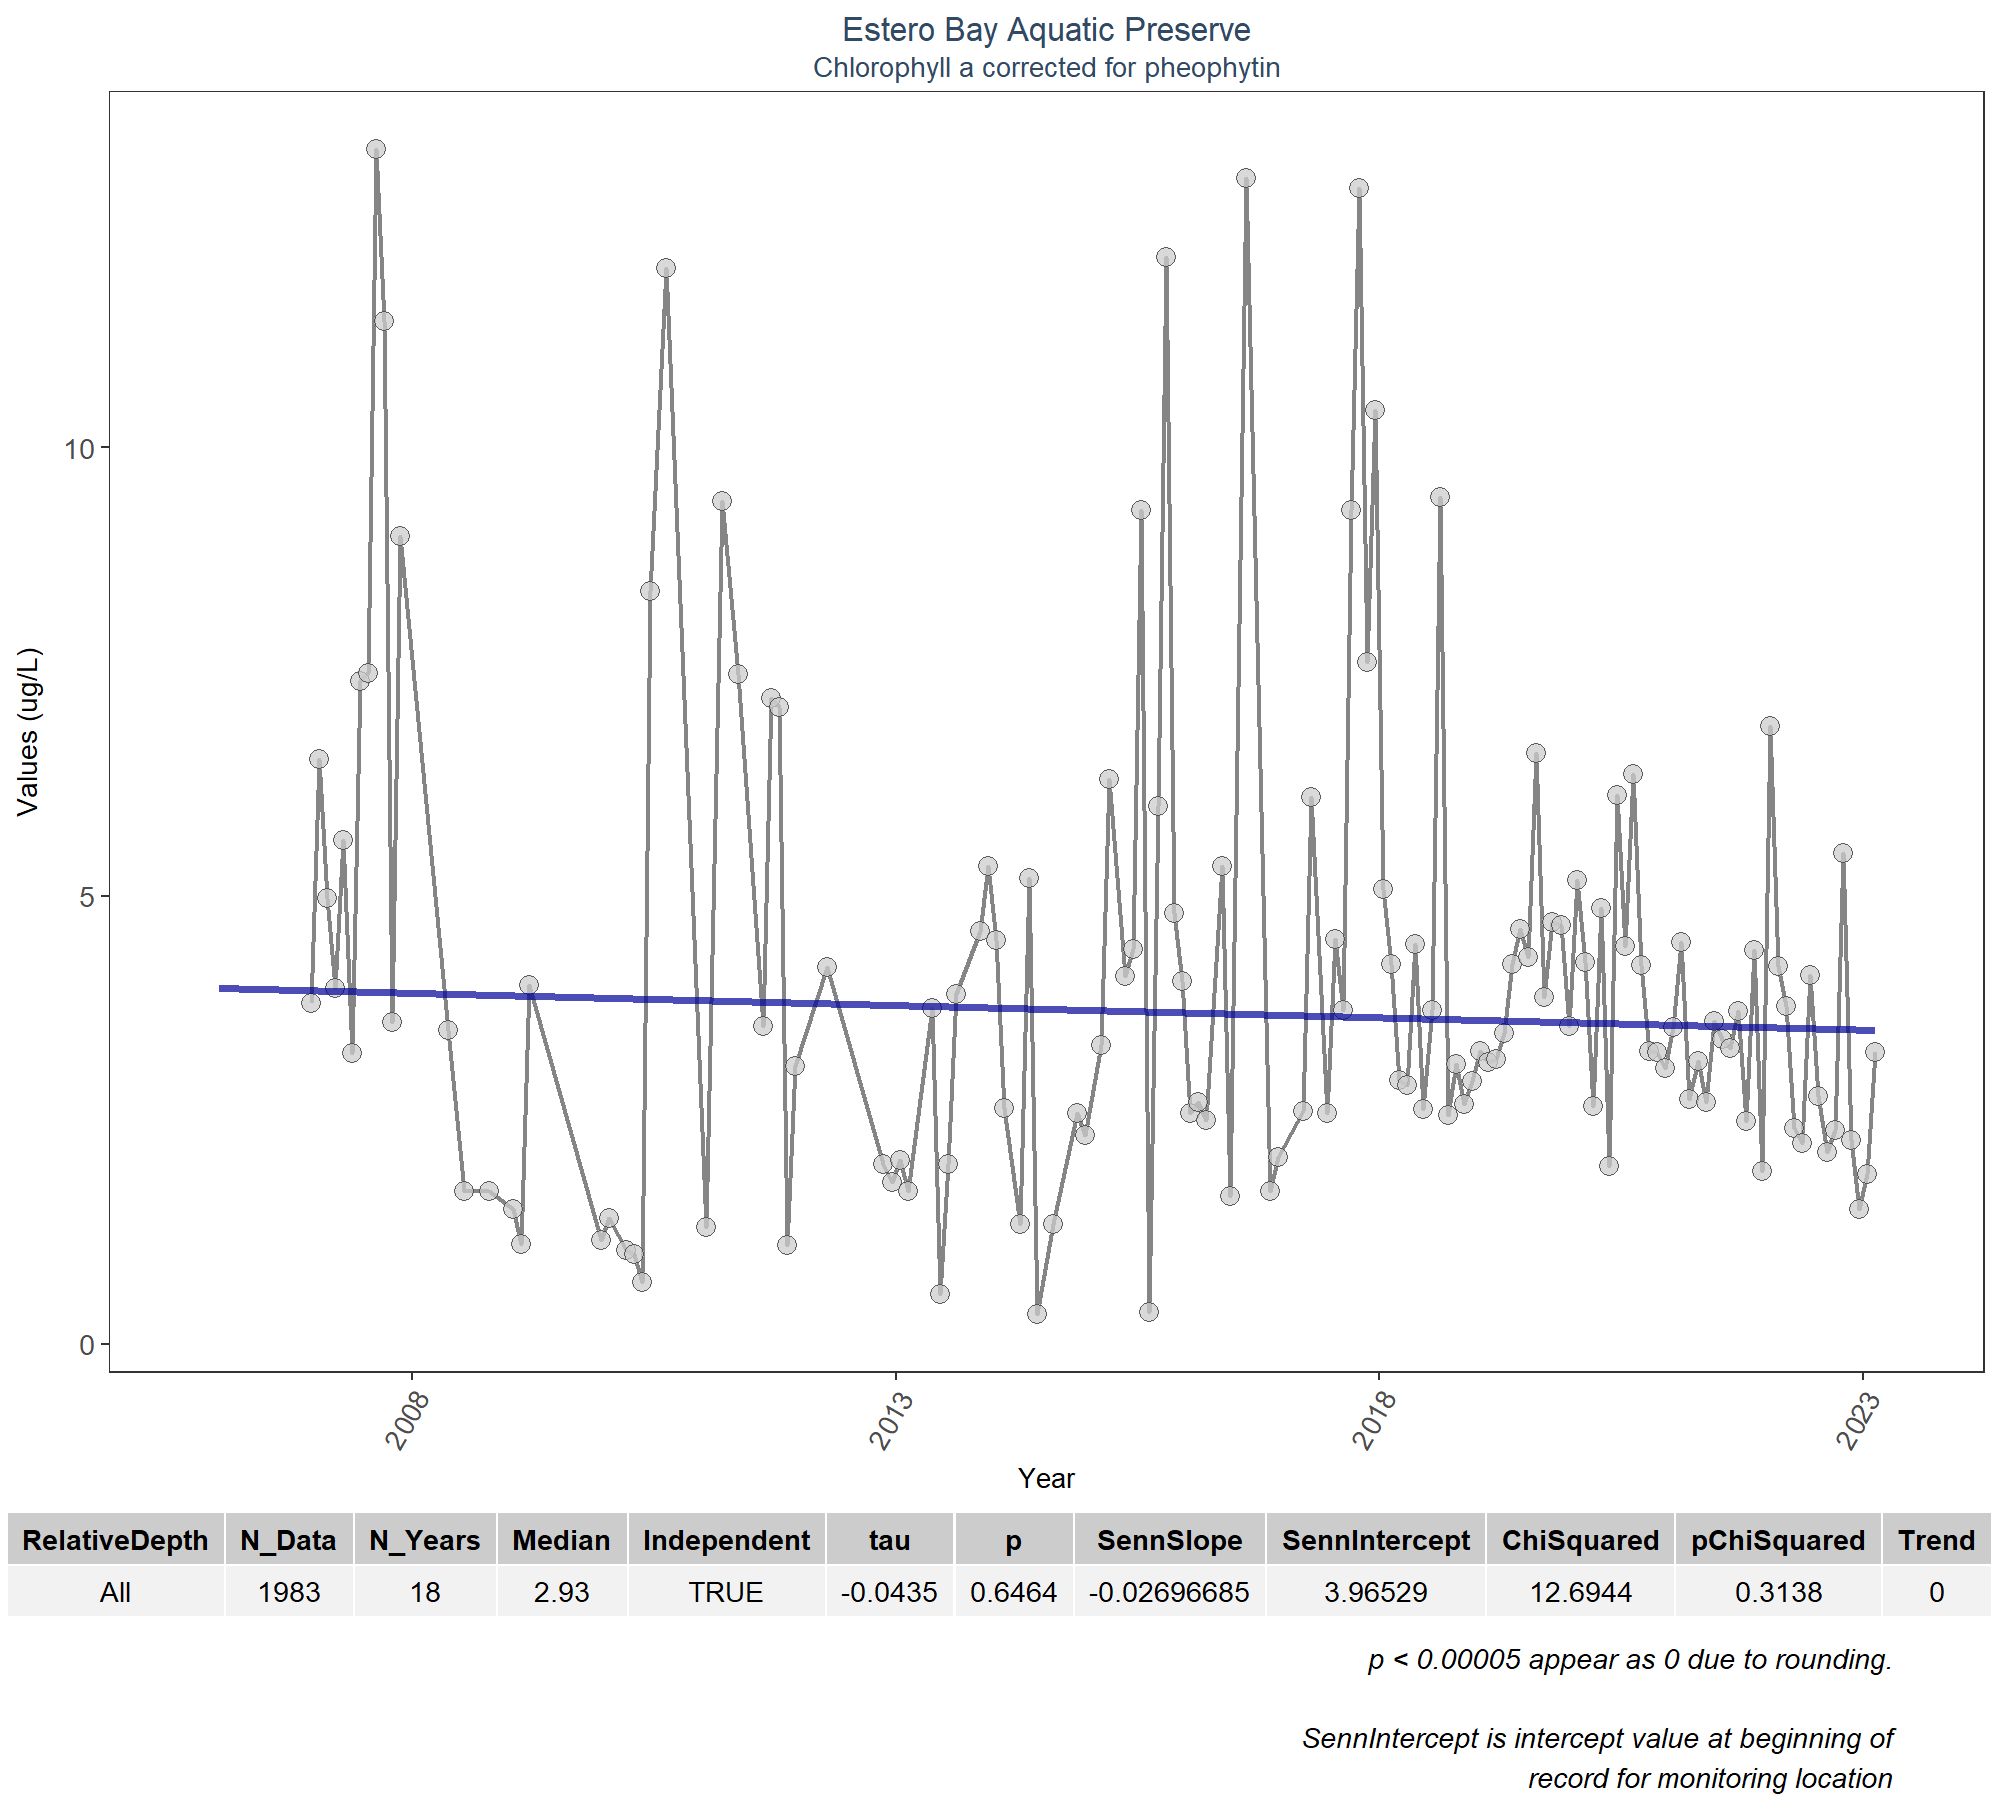 Estero Bay Aquatic Preserve
Chlorophyll a corrected for pheophytin
Values (ug/L)
10
5
0
2008 2013 2018 2023
Year
RelativeDepth N_Data N_Years Median Independent tau p SennSlope SennIntercept ChiSquared pChiSquared Trend
All 1983 18 2.93 TRUE -0.0435 0.6464 -0.02696685 3.96529 12.6944 0.3138 0
p < 0.00005 appear as 0 due to rounding.
SennIntercept is intercept value at beginning of
record for monitoring location